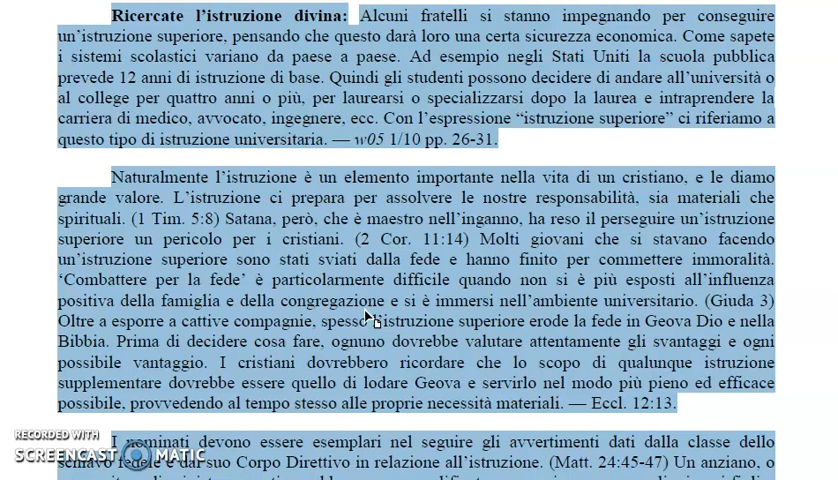 Ricercate l’istruzione divina: Alcuni fratelli si stanno impegnando per conseguire
un’istruzione superiore, pensando che questo darà loro una certa sicurezza economica. Come sapete
i sistemi scolastici variano da paese a paese. Ad esempio negli Stati Uniti la scuola pubblica
prevede 12 anni di istruzione di base. Quindi gli studenti possono decidere di andare all’università o
al college per quattro anni o più, per laurearsi o specializzarsi dopo la laurea e intraprendere la
carriera di medico, avvocato, ingegnere, ecc. Con l’espressione “istruzione superiore” ci riferiamo a
questo tipo di istruzione universitaria. — w05 1/10 pp. 26-31.
Naturalmente l’istruzione è un elemento importante nella vita di un cristiano, e le diamo
grande valore. L’istruzione ci prepara per assolvere le nostre responsabilità, sia materiali che
spirituali. (1 Tim. 5:8) Satana, però, che è maestro nell’inganno, ha reso il perseguire un’istruzione
superiore un pericolo per i cristiani. (2 Cor. 11:14) Molti giovani che si stavano facendo
un’istruzione superiore sono stati sviati dalla fede e hanno finito per commettere immoralità.
‘Combattere per la fede’ è particolarmente difficile quando non si è più esposti all’influenza
positiva della famiglia e della congregazione e si è immersi nell’ambiente universitario. (Giuda 3)
Oltre a esporre a cattive compagnie, spesso l’istruzione superiore erode la fede in Geova Dio e nella
Bibbia. Prima di decidere cosa fare, ognuno dovrebbe valutare attentamente gli svantaggi e ogni
possibile vantaggio. I cristiani dovrebbero ricordare che lo scopo di qualunque istruzione
supplementare dovrebbe essere quello di lodare Geova e servirlo nel modo più pieno ed efficace
possibile, provvedendo al tempo stesso alle proprie necessità materiali. — Eccl. 12:13.
RECORDED WITH
SCREENCAST MATIC
I nominati devono essere esemplari nel seguire gli avvertimenti dati dalla classe dello
schiavo fedele e dal suo Corpo Direttivo in relazione all’istruzione. (Matt. 24:45-47) Un anziano, o